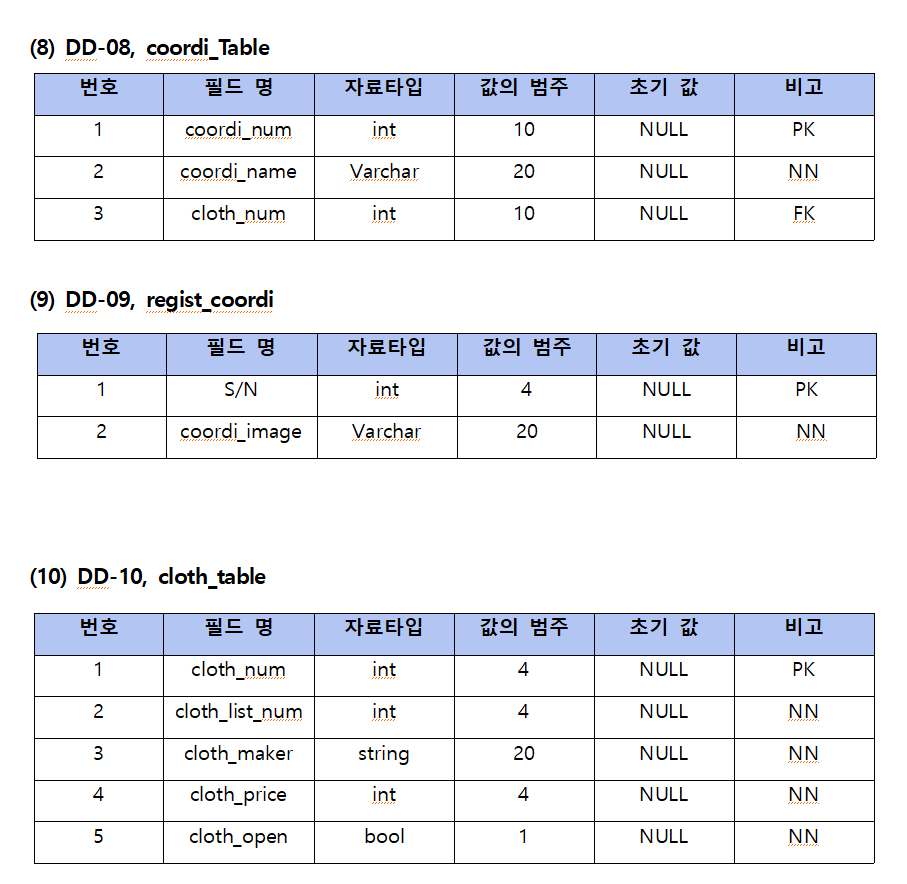 (8) DD-08, coordi_Table
번호 필드 명 자료타입 값의 범주 초기 값 비고
1 coordi_num int 10 NULL PK
2 coordi_name Varchar 20 NULL NN
3 cloth_num int 10 NULL FK
(9) DD-09, regist_coordi
번호 필드 명 자료타입 값의 범주 초기 값 비고
1 S/N int 4 NULL PK
2 coordi_image Varchar 20 NULL NN
(10) DD-10, cloth_table
번호 필드 명 자료타입 값의 범주 초기 값 비고
1 cloth_num int 4 NULL PK
2 cloth_list_num int 4 NULL NN
3 cloth_maker string 20 NULL NN
4 cloth_price int 4 NULL NN
5 cloth_open bool 1 NULL NN